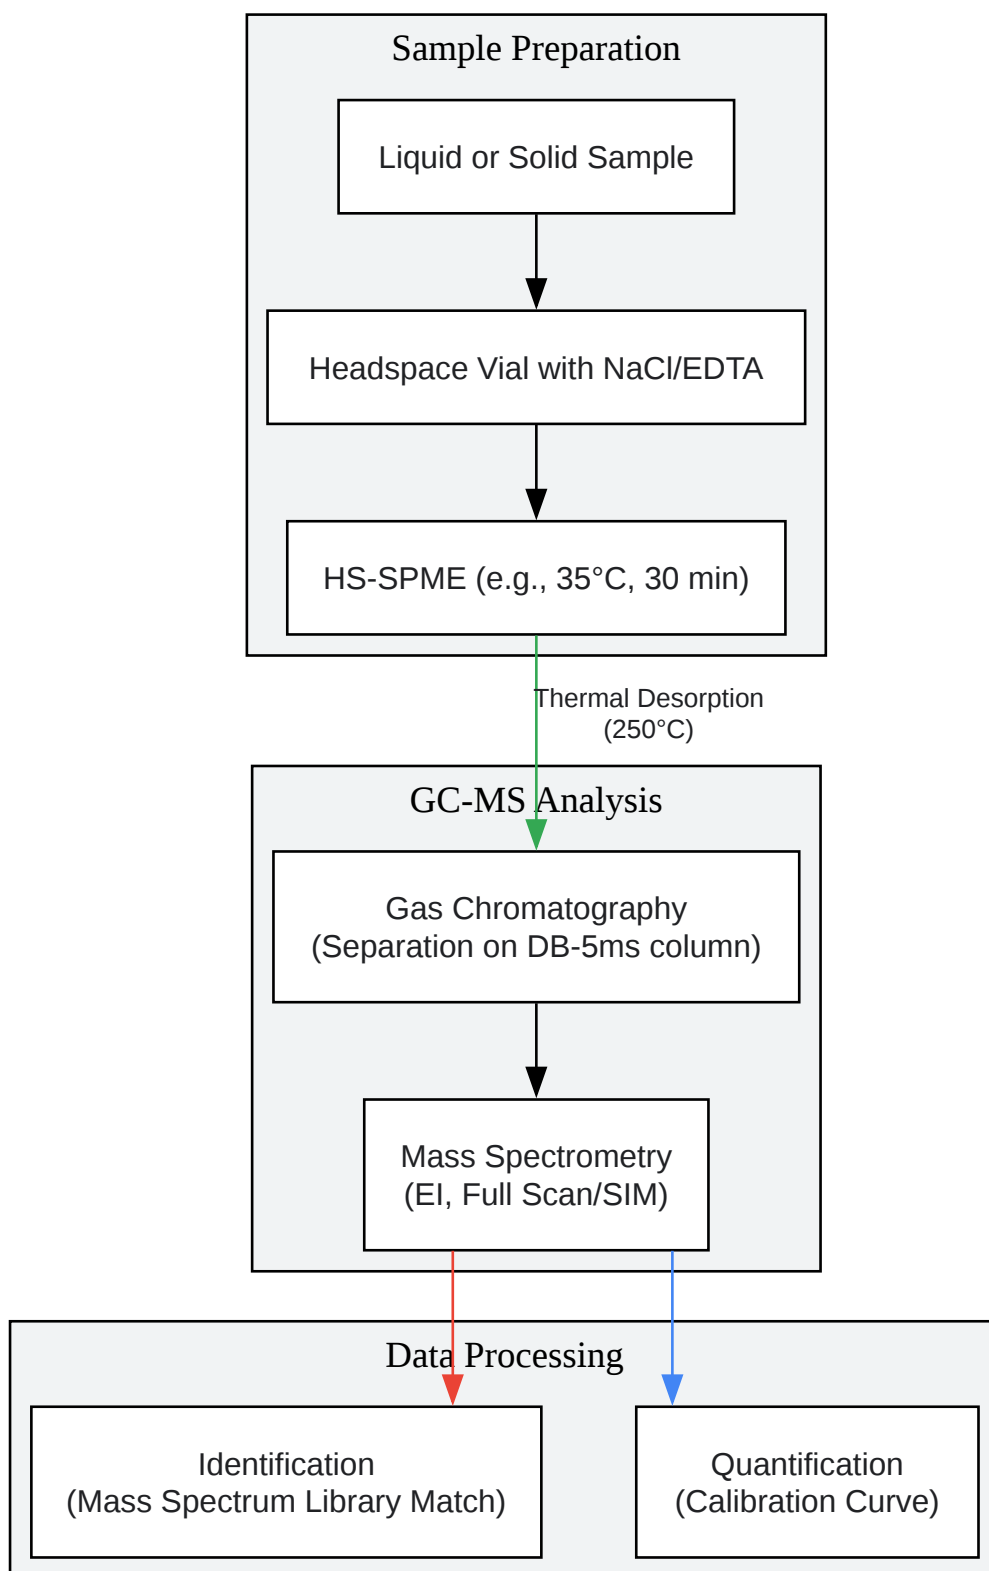 Sample Preparation
Liquid or Solid Sample
Headspace Vial with NaCl/EDTA
HS-SPME (e.g., 35°C, 30 min)
Thermal Desorption
(250°C)
GC-MS Analysis
Gas Chromatography
(Separation on DB-5ms column)
Mass Spectrometry
(EI, Full Scan/SIM)
Data Processing
Identification
(Mass Spectrum Library Match)
Quantification
(Calibration Curve)